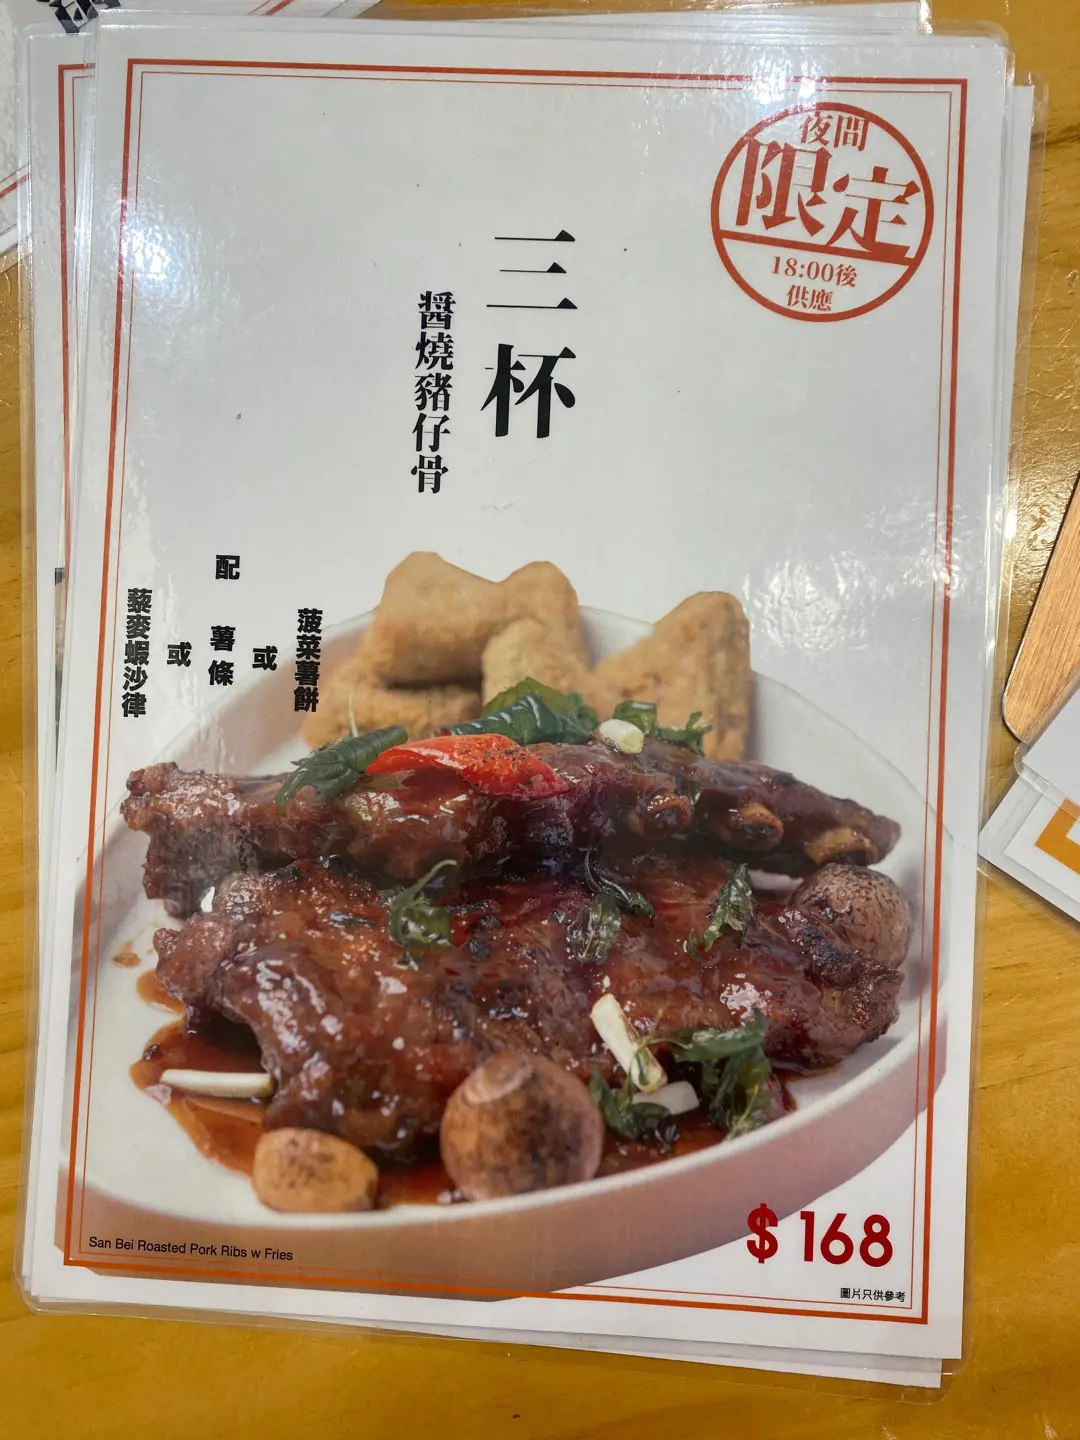 夜間
限定
18:00後
供應
三杯
醬燒豬仔骨
菠菜薯餅
或
配 薯條
或
藜麥蝦沙律
San Bei Roasted Pork Ribs w Fries
$168
圖片只供參考